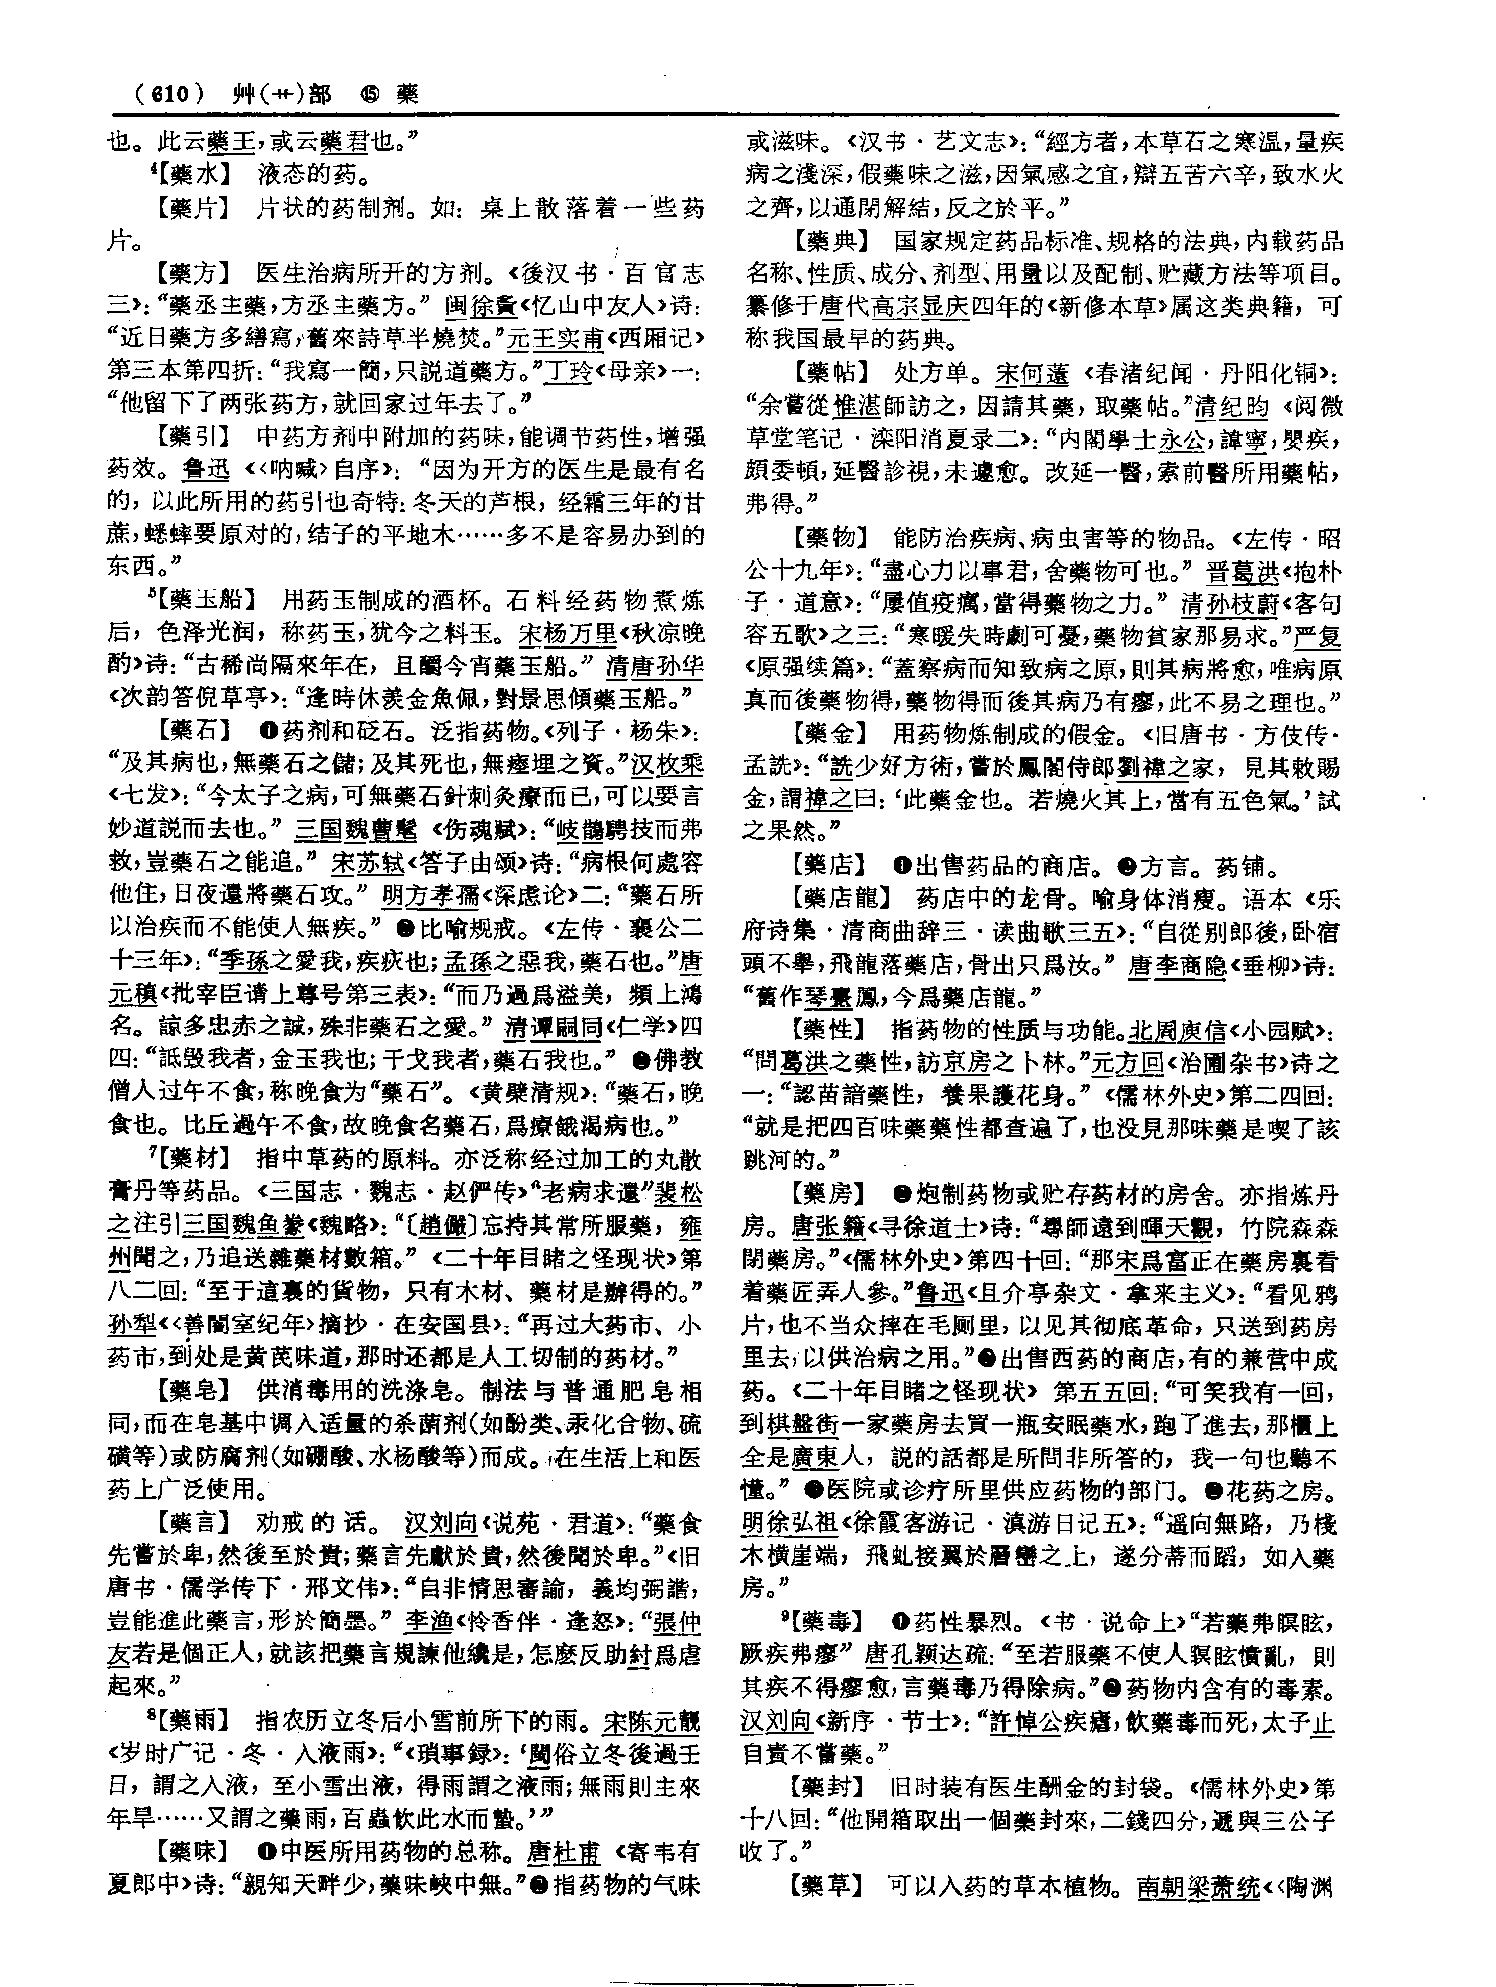 (610) 艸(艹)部 ⑮ 藥
也。此云藥王,或云藥君也。”
⁴【藥水】 液态的药。
【藥片】 片状的药制剂。如: 桌上散落着一些药
片。
【藥方】 医生治病所开的方剂。《後汉书·百官志
三》:“藥丞主藥,方丞主藥方。” 闽徐夤《忆山中友人》诗:
“近日藥方多繕寫,舊來詩草半燒焚。”元王实甫《西厢记》
第三本第四折:“我寫一簡,只説道藥方。”丁玲《母亲》一:
“他留下了两张药方,就回家过年去了。”
【藥引】 中药方剂中附加的药味,能调节药性,增强
药效。鲁迅《〈呐喊〉自序》: “因为开方的医生是最有名
的,以此所用的药引也奇特:冬天的芦根,经霜三年的甘
蔗,蟋蟀要原对的,结子的平地木……多不是容易办到的
东西。”
⁵【藥玉船】 用药玉制成的酒杯。石料经药物煮炼
后,色泽光润,称药玉,犹今之料玉。宋杨万里《秋凉晚
酌》诗:“古稀尚隔來年在,且釂今宵藥玉船。” 清唐孙华
《次韵答倪草亭》:“逢時休羡金魚佩,對景思傾藥玉船。”
【藥石】 ❶药剂和砭石。泛指药物。《列子·杨朱》:
“及其病也,無藥石之儲;及其死也,無瘞埋之資。”汉枚乘
《七发》:“今太子之病,可無藥石針刺灸療而已,可以要言
妙道説而去也。” 三国魏曹髦《伤魂赋》:“岐鵲騁技而弗
救,豈藥石之能追。” 宋苏轼《答子由颂》诗:“病根何處容
他住,日夜還將藥石攻。” 明方孝孺《深虑论》二:“藥石所
以治疾而不能使人無疾。” ❷比喻规戒。《左传·襄公二
十三年》:“季孫之愛我,疾疢也;孟孫之惡我,藥石也。”唐
元稹《批宰臣请上尊号第三表》:“而乃過爲溢美,頻上鴻
名。諒多忠赤之誠,殊非藥石之愛。” 清谭嗣同《仁学》四
四:“詆毁我者,金玉我也;干戈我者,藥石我也。” ❸佛教
僧人过午不食,称晚食为“藥石”。《黄檗清规》:“藥石,晚
食也。比丘過午不食,故晚食名藥石,爲療餓渴病也。”
⁷【藥材】 指中草药的原料。亦泛称经过加工的丸散
膏丹等药品。《三国志·魏志·赵俨传》“老病求還”裴松
之注引三国魏鱼豢《魏略》:“〔趙儼〕忘持其常所服藥,雍
州聞之,乃追送雜藥材數箱。”《二十年目睹之怪现状》第
八二回:“至于這裏的貨物,只有木材、藥材是辦得的。”
孙犁《〈善闇室纪年〉摘抄·在安国县》:“再过大药市、小
药市,到处是黄芪味道,那时还都是人工切制的药材。”
【藥皂】 供消毒用的洗涤皂。制法与普通肥皂相
同,而在皂基中调入适量的杀菌剂(如酚类、汞化合物、硫
磺等)或防腐剂(如硼酸、水杨酸等)而成。在生活上和医
药上广泛使用。
【藥言】 劝戒的话。 汉刘向《说苑·君道》:“藥食
先嘗於卑,然後至於貴;藥言先獻於貴,然後聞於卑。”《旧
唐书·儒学传下·邢文伟》:“自非情思審諭,義均弼諧,
豈能進此藥言,形於簡墨。” 李渔《怜香伴·逢怒》:“張仲
友若是個正人,就該把藥言規諫他纔是,怎麽反助紂爲虐
起來。”
⁸【藥雨】 指农历立冬后小雪前所下的雨。宋陈元靓
《岁时广记·冬·入液雨》:“《瑣事録》:‘閩俗立冬後過壬
日,謂之入液,至小雪出液,得雨謂之液雨;無雨則主來
年旱……又謂之藥雨,百蟲飲此水而蟄。’”
【藥味】 ❶中医所用药物的总称。唐杜甫《寄韦有
夏郎中》诗:“親知天畔少,藥味峽中無。”❷指药物的气味
或滋味。《汉书·艺文志》:“經方者,本草石之寒温,量疾
病之淺深,假藥味之滋,因氣感之宜,辯五苦六辛,致水火
之齊,以通閉解結,反之於平。”
【藥典】 国家规定药品标准、规格的法典,内载药品
名称、性质、成分、剂型、用量以及配制、贮藏方法等项目。
纂修于唐代高宗显庆四年的《新修本草》属这类典籍,可
称我国最早的药典。
【藥帖】 处方单。宋何薳《春渚纪闻·丹阳化铜》:
“余嘗從惟湛師訪之,因請其藥,取藥帖。”清纪昀《阅微
草堂笔记·滦阳消夏录二》:“内閣學士永公,諱寧,嬰疾,
頗委頓,延醫診視,未遽愈。改延一醫,索前醫所用藥帖,
弗得。”
【藥物】 能防治疾病、病虫害等的物品。《左传·昭
公十九年》:“盡心力以事君,舍藥物可也。” 晋葛洪《抱朴
子·道意》:“屢值疫癘,當得藥物之力。” 清孙枝蔚《客句
容五歌》之三:“寒暖失時劇可憂,藥物貧家那易求。”严复
《原强续篇》:“蓋察病而知致病之原,則其病將愈,唯病原
真而後藥物得,藥物得而後其病乃有瘳,此不易之理也。”
【藥金】 用药物炼制成的假金。《旧唐书·方伎传·
孟詵》:“詵少好方術,嘗於鳳閣侍郎劉禕之家,見其敕賜
金,謂禕之曰:‘此藥金也。若燒火其上,當有五色氣。’試
之果然。”
【藥店】 ❶出售药品的商店。❷方言。药铺。
【藥店龍】 药店中的龙骨。喻身体消瘦。语本《乐
府诗集·清商曲辞三·读曲歌三五》:“自從别郎後,卧宿
頭不舉,飛龍落藥店,骨出只爲汝。” 唐李商隐《垂柳》诗:
“舊作琴臺鳳,今爲藥店龍。”
【藥性】 指药物的性质与功能。北周庾信《小园赋》:
“問葛洪之藥性,訪京房之卜林。”元方回《治圃杂书》诗之
一:“認苗諳藥性,養果護花身。”《儒林外史》第二四回:
“就是把四百味藥藥性都查遍了,也没見那味藥是喫了該
跳河的。”
【藥房】 ❶炮制药物或贮存药材的房舍。亦指炼丹
房。唐张籍《寻徐道士》诗:“尋師遠到暉天觀,竹院森森
閉藥房。”《儒林外史》第四十回:“那宋爲富正在藥房裏看
着藥匠弄人參。”鲁迅《且介亭杂文·拿来主义》:“看见鸦
片,也不当众摔在毛厕里,以见其彻底革命,只送到药房
里去,以供治病之用。”❷出售西药的商店,有的兼营中成
药。《二十年目睹之怪现状》 第五五回:“可笑我有一回,
到棋盤街一家藥房去買一瓶安眠藥水,跑了進去,那櫃上
全是廣東人,説的話都是所問非所答的,我一句也聽不
懂。” ❸医院或诊疗所里供应药物的部门。❹花药之房。
明徐弘祖《徐霞客游记·滇游日记五》:“遥向無路,乃棧
木横崖端,飛虬接翼於層巒之上,遂分蒂而蹈,如入藥
房。”
⁹【藥毒】 ❶药性暴烈。《书·说命上》“若藥弗瞑眩,
厥疾弗瘳” 唐孔颖达疏:“至若服藥不使人瞑眩憒亂,則
其疾不得瘳愈,言藥毒乃得除病。”❷药物内含有的毒素。
汉刘向《新序·节士》:“許悼公疾瘧,飲藥毒而死,太子止
自責不嘗藥。”
【藥封】 旧时装有医生酬金的封袋。《儒林外史》第
十八回:“他開箱取出一個藥封來,二錢四分,遞與三公子
收了。”
【藥草】 可以入药的草本植物。南朝梁萧统《〈陶渊